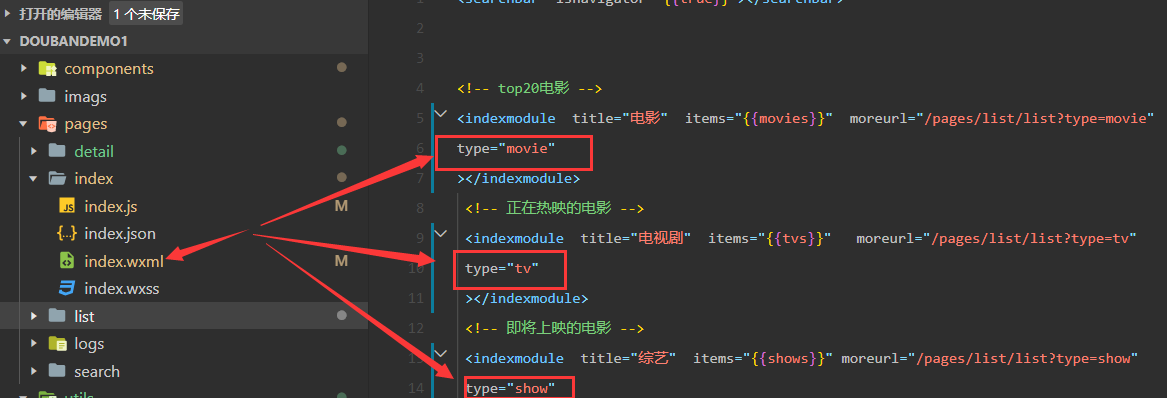 打开的编辑器 1 个未保存
DOUBANDEMO1
components
imags
pages
detail
index
index.js M
index.json
index.wxml M
index.wxss
list
logs
search
utils
<searchbar isnavigator="{{true}}"></searchbar>
2
3
4 <!-- top20电影 -->
5 <indexmodule title="电影" items="{{movies}}" moreurl="/pages/list/list?type=movie"
6 type="movie"
7 ></indexmodule>
8 <!-- 正在热映的电影 -->
9 <indexmodule title="电视剧" items="{{tvs}}" moreurl="/pages/list/list?type=tv"
10 type="tv"
11 ></indexmodule>
12 <!-- 即将上映的电影 -->
13 <indexmodule title="综艺" items="{{shows}}" moreurl="/pages/list/list?type=show"
14 type="show"